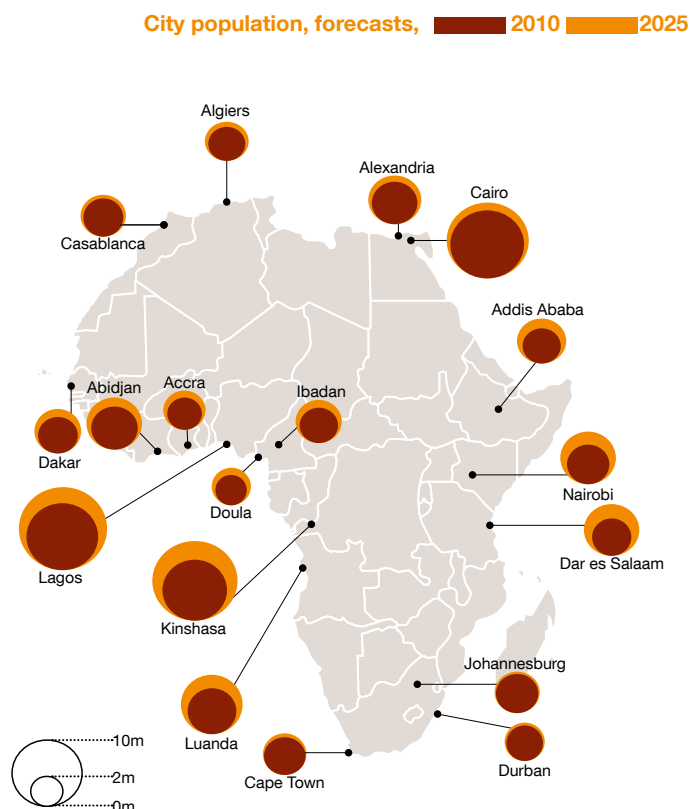 City population, forecasts, 2010 2025
Algiers
Alexandria
Cairo
Casablanca
Addis Ababa
Abidjan
Accra
Ibadan
Dakar
Doula
Nairobi
Lagos
Dar es Salaam
Kinshasa
Johannesburg
Luanda
Cape Town
Durban
10m
2m
0m